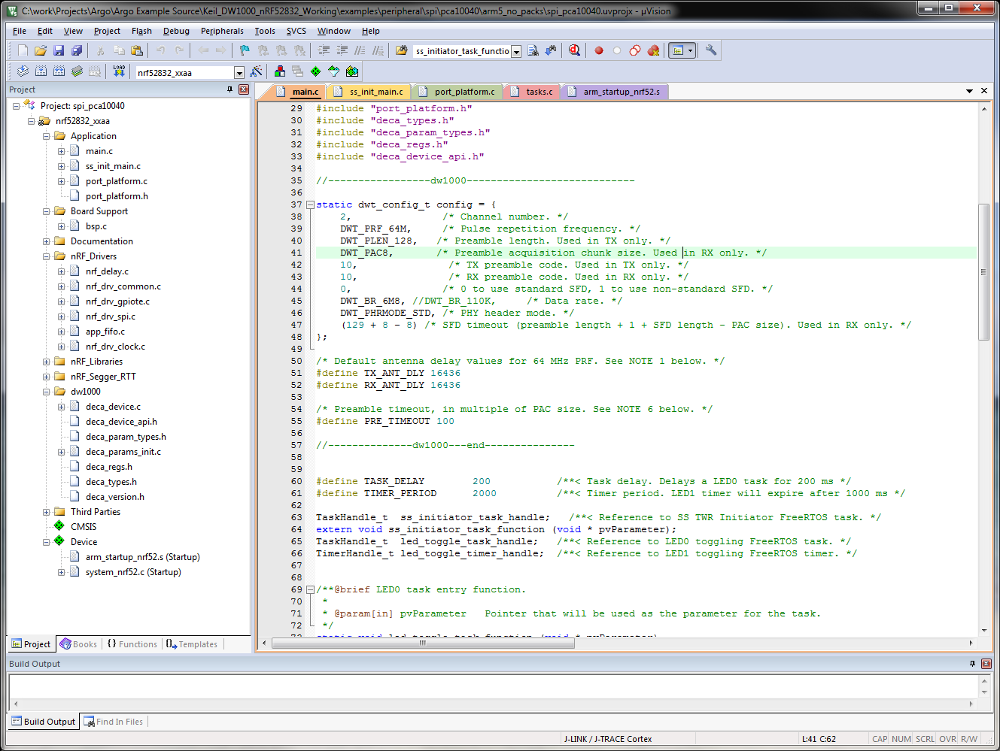 C:\work\Projects\Argo\Argo Example Source\Keil_DW1000_nRF52832_Working\examples\peripheral\spi\pca10040\arm5_no_packs\spi_pca10040.uvprojx - µVision
File Edit View Project Flash Debug Peripherals Tools SVCS Window Help
ss_initiator_task_functio
LOAD
nrf52832_xxaa
Project
main.c ss_init_main.c port_platform.c tasks.c arm_startup_nrf52.s
Project: spi_pca10040
nrf52832_xxaa
Application
main.c
ss_init_main.c
port_platform.c
port_platform.h
Board Support
bsp.c
Documentation
nRF_Drivers
nrf_delay.c
nrf_drv_common.c
nrf_drv_gpiote.c
nrf_drv_spi.c
app_fifo.c
nrf_drv_clock.c
nRF_Libraries
nRF_Segger_RTT
dw1000
deca_device.c
deca_device_api.h
deca_param_types.h
deca_params_init.c
deca_regs.h
deca_types.h
deca_version.h
Third Parties
CMSIS
Device
arm_startup_nrf52.s (Startup)
system_nrf52.c (Startup)
Project Books {} Functions Templates
29 #include "port_platform.h"
30 #include "deca_types.h"
31 #include "deca_param_types.h"
32 #include "deca_regs.h"
33 #include "deca_device_api.h"
34
35 //-----------------dw1000----------------------------
36
37 static dwt_config_t config = {
38 2, /* Channel number. */
39 DWT_PRF_64M, /* Pulse repetition frequency. */
40 DWT_PLEN_128, /* Preamble length. Used in TX only. */
41 DWT_PAC8, /* Preamble acquisition chunk size. Used in RX only. */
42 10, /* TX preamble code. Used in TX only. */
43 10, /* RX preamble code. Used in RX only. */
44 0, /* 0 to use standard SFD, 1 to use non-standard SFD. */
45 DWT_BR_6M8, //DWT_BR_110K, /* Data rate. */
46 DWT_PHRMODE_STD, /* PHY header mode. */
47 (129 + 8 - 8) /* SFD timeout (preamble length + 1 + SFD length - PAC size). Used in RX only. */
48 };
49
50 /* Default antenna delay values for 64 MHz PRF. See NOTE 1 below. */
51 #define TX_ANT_DLY 16436
52 #define RX_ANT_DLY 16436
53
54 /* Preamble timeout, in multiple of PAC size. See NOTE 6 below. */
55 #define PRE_TIMEOUT 100
56
57 //--------------dw1000---end---------------
58
59
60 #define TASK_DELAY 200 /**< Task delay. Delays a LED0 task for 200 ms */
61 #define TIMER_PERIOD 2000 /**< Timer period. LED1 timer will expire after 1000 ms */
62
63 TaskHandle_t ss_initiator_task_handle; /**< Reference to SS TWR Initiator FreeRTOS task. */
64 extern void ss_initiator_task_function (void * pvParameter);
65 TaskHandle_t led_toggle_task_handle; /**< Reference to LED0 toggling FreeRTOS task. */
66 TimerHandle_t led_toggle_timer_handle; /**< Reference to LED1 toggling FreeRTOS timer. */
67
68
69 /**@brief LED0 task entry function.
70 *
71 * @param[in] pvParameter Pointer that will be used as the parameter for the task.
72 */
73 static void led_toggle_task_function (void * pvParameter)
Build Output
Build Output Find In Files
J-LINK / J-TRACE Cortex L:41 C:62 CAP NUM SCRL OVR R/W